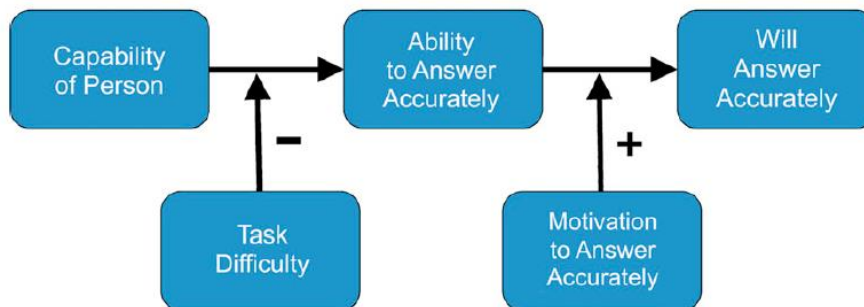 Capability
of Person
Ability
to Answer
Accurately
Will
Answer
Accurately
−
+
Task
Difficulty
Motivation
to Answer
Accurately